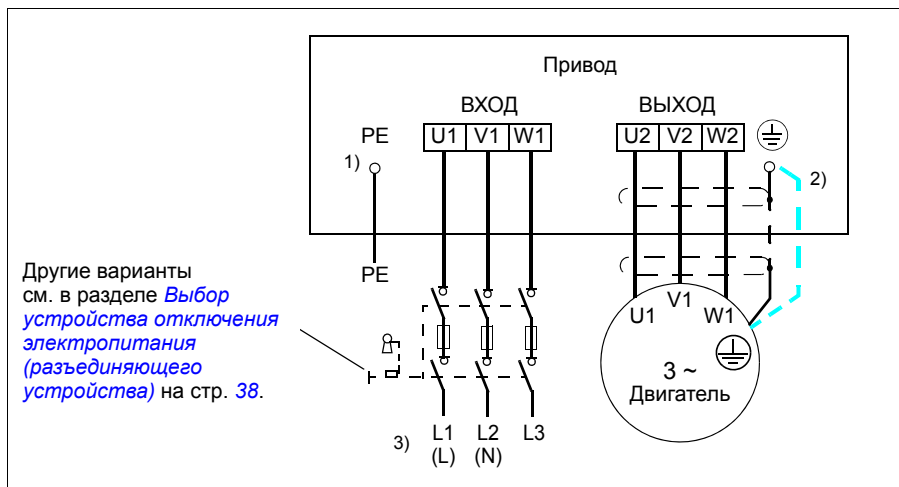 Привод
ВХОД
ВЫХОД
PE
U1 V1 W1
U2 V2 W2
1)
2)
PE
Другие варианты
см. в разделе Выбор
устройства отключения
электропитания
(разъединяющего
устройства) на стр. 38.
U1
V1
W1
3 ~
Двигатель
3)
L1
L2
L3
(L)
(N)